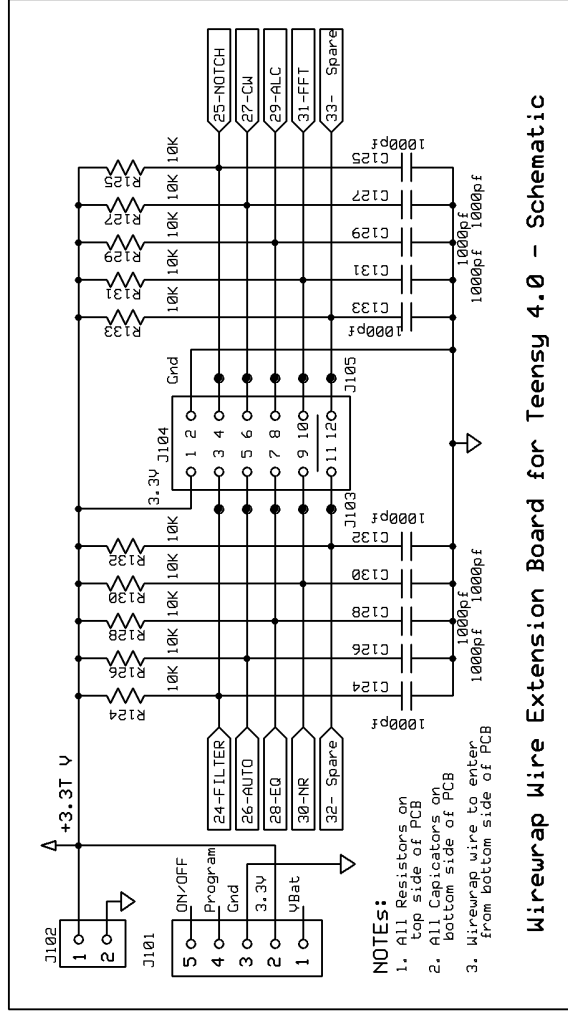 J102
1
2
+3.3T V
J101
5
4
3
2
1
ON/OFF
Program
Gnd
3.3V
VBat
R124
10K
R126
10K
R128
10K
R130
10K
R132
10K
24-FILTER
26-AUTO
28-EQ
30-NR
32- Spare
C124
1000pf
C126
1000pf
C128
1000pf
C130
1000pf
C132
1000pf
3.3V
J104
Gnd
1 2
3 4
5 6
7 8
9 10
11 12
J103
J105
R133
10K
R131
10K
R129
10K
R127
10K
R125
10K
C133
1000pf
C131
1000pf
C129
1000pf
C127
1000pf
C125
1000pf
25-NOTCH
27-CW
29-ALC
31-FFT
33- Spare
NOTEs:
1. All Resistors on
top side of PCB
2. All Capicators on
bottom side of PCB
3. Wirewrap wire to enter
from bottom side of PCB
Wirewrap Wire Extension Board for Teensy 4.0 - Schematic